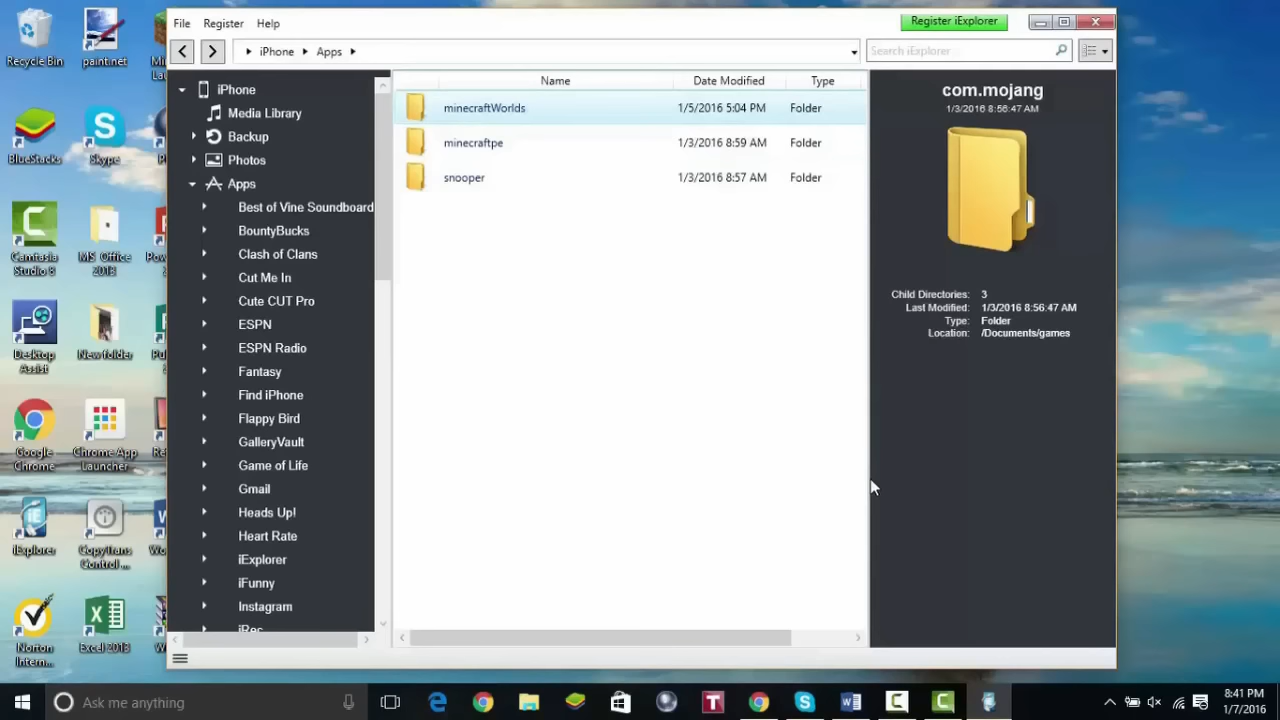 File Register Help
Register iExplorer
iPhone Apps
Search iExplorer
iPhone
Media Library
Backup
Photos
Apps
Best of Vine Soundboard
BountyBucks
Clash of Clans
Cut Me In
Cute CUT Pro
ESPN
ESPN Radio
Fantasy
Find iPhone
Flappy Bird
GalleryVault
Game of Life
Gmail
Heads Up!
Heart Rate
iExplorer
iFunny
Instagram
iRec
Name Date Modified Type
minecraftWorlds 1/5/2016 5:04 PM Folder
minecraftpe 1/3/2016 8:59 AM Folder
snooper 1/3/2016 8:57 AM Folder
com.mojang
1/3/2016 8:56:47 AM
Child Directories: 3
Last Modified: 1/3/2016 8:56:47 AM
Type: Folder
Location: /Documents/games
Recycle Bin
paint.net
BlueStacks
Skype
Camtasia
Studio 8
MS Office
2013
Desktop
Assist
New folder
Google
Chrome
Chrome App
Launcher
iExplorer
CopyTrans
Control ...
Norton
Intern...
Excel 2013
Ask me anything
8:41 PM
1/7/2016